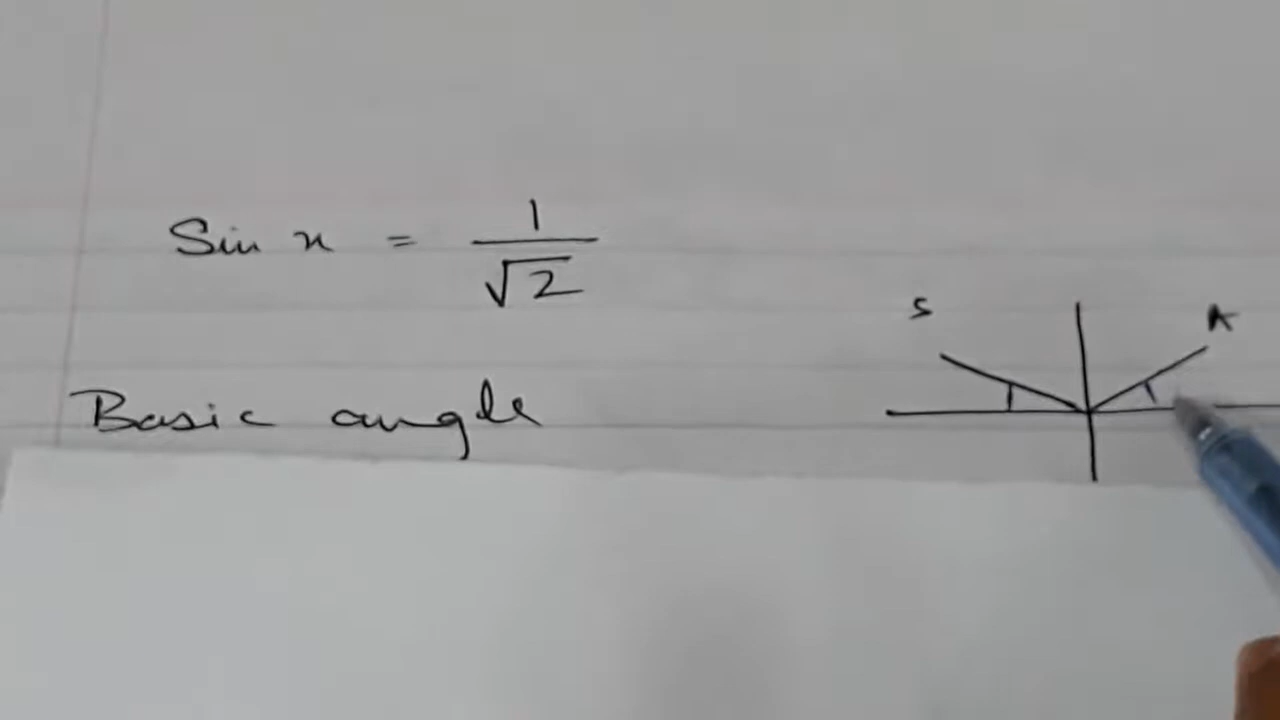 Sin x = 1/√2
S A
Basic angle